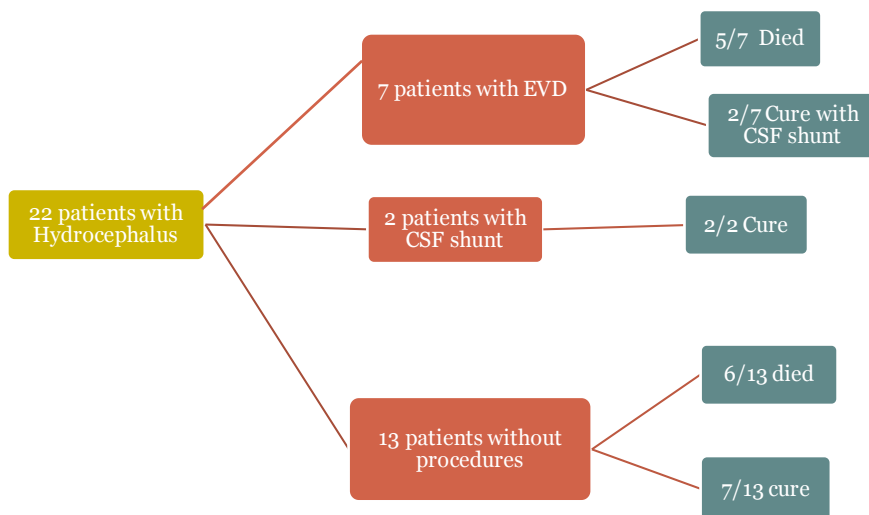 22 patients with
Hydrocephalus
7 patients with EVD
5/7 Died
2/7 Cure with
CSF shunt
2 patients with
CSF shunt
2/2 Cure
13 patients without
procedures
6/13 died
7/13 cure